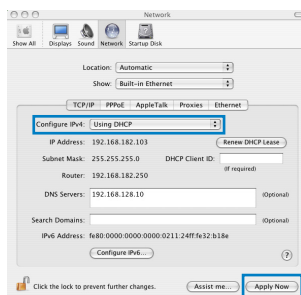 Network
Show All Displays Sound Network Startup Disk
Location: Automatic
Show: Built-in Ethernet
TCP/IP PPPoE AppleTalk Proxies Ethernet
Configure IPv4: Using DHCP
IP Address: 192.168.182.103 Renew DHCP Lease
Subnet Mask: 255.255.255.0 DHCP Client ID:
(If required)
Router: 192.168.182.250
DNS Servers: 192.168.128.10 (Optional)
Search Domains: (Optional)
IPv6 Address: fe80:0000:0000:0000:0211:24ff:fe32:b18e
Configure IPv6... ?
Click the lock to prevent further changes. Assist me... Apply Now